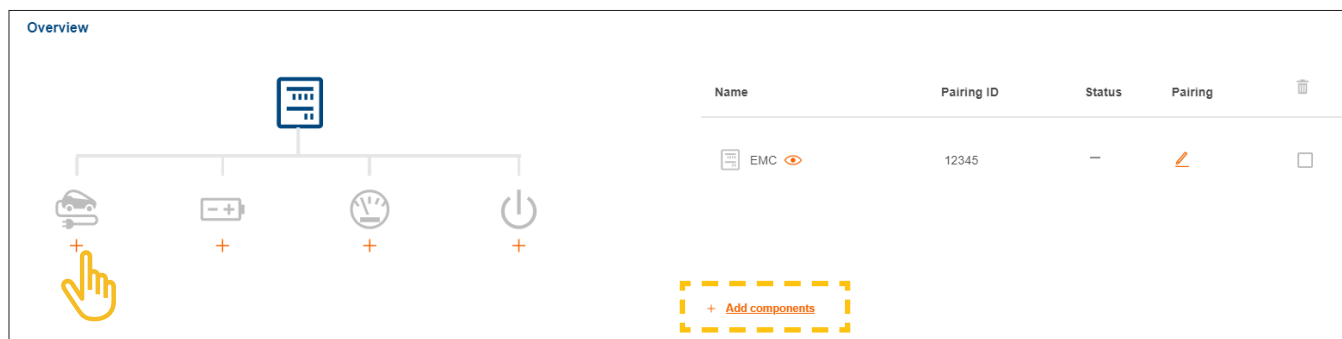 Overview
Name Pairing ID Status Pairing
EMC 12345 –
+ Add components